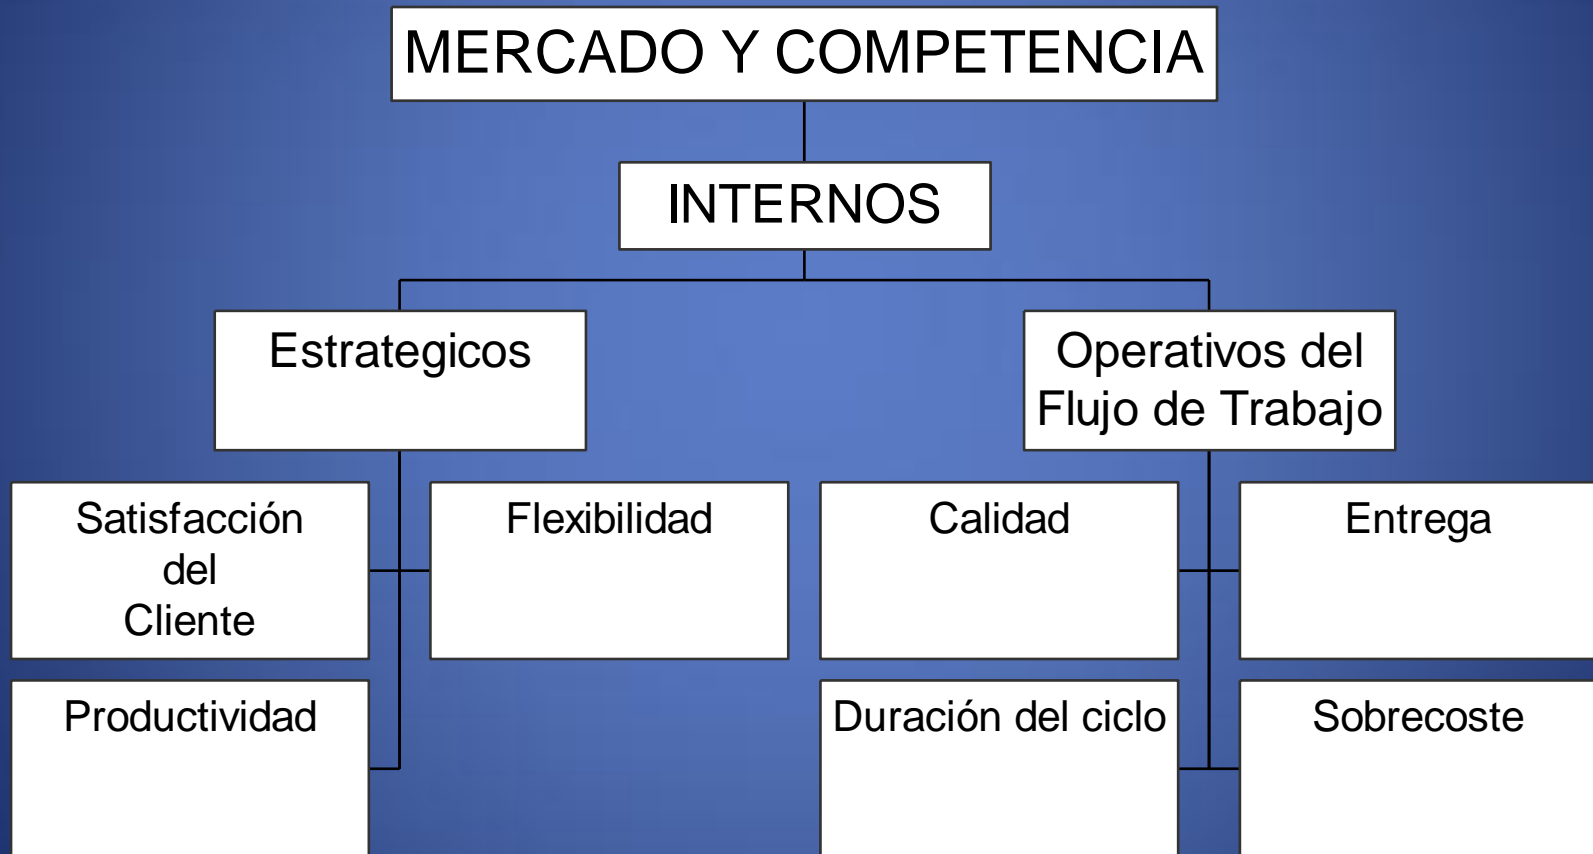 MERCADO Y COMPETENCIA
INTERNOS
Estrategicos
Operativos del
Flujo de Trabajo
Satisfacción
del
Cliente
Flexibilidad
Calidad
Entrega
Productividad
Duración del ciclo
Sobrecoste